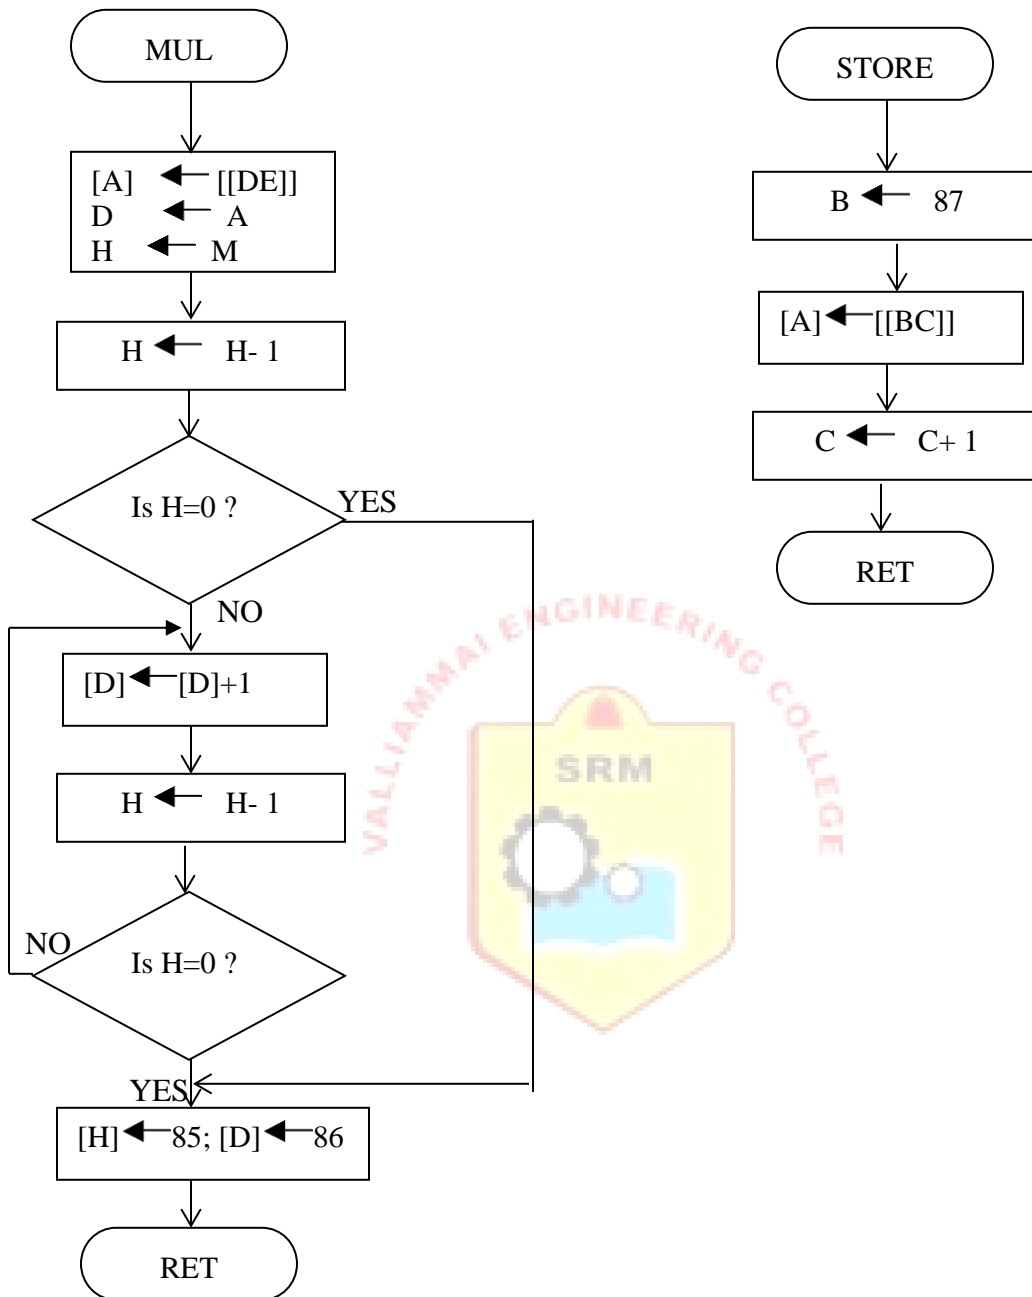 MUL
[A] ← [[DE]]
D ← A
H ← M
H ← H- 1
Is H=0 ?
YES
NO
[D] ← [D]+1
H ← H- 1
Is H=0 ?
NO
YES
[H] ← 85; [D] ← 86
RET
STORE
B ← 87
[A] ← [[BC]]
C ← C+ 1
RET
VALLIAMMAI ENGINEERING COLLEGE
SRM